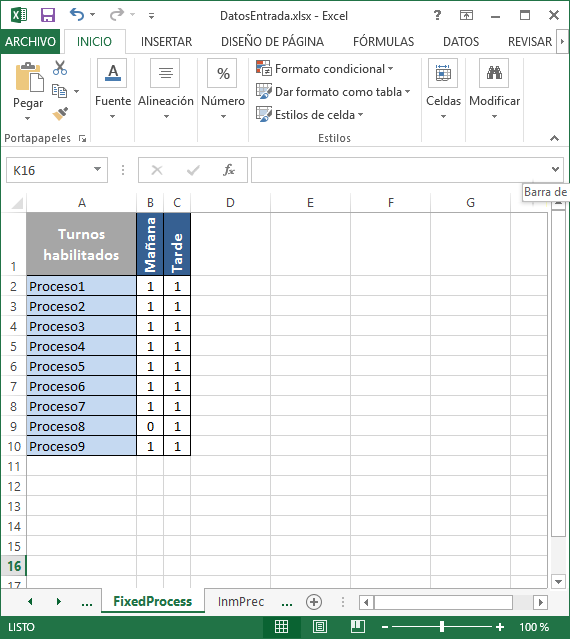 DatosEntrada.xlsx - Excel
ARCHIVO INICIO INSERTAR DISEÑO DE PÁGINA FÓRMULAS DATOS REVISAR
Pegar Fuente Alineación Número Formato condicional Celdas Modificar
Dar formato como tabla
Estilos de celda
Portapapeles Estilos
K16 fx
Barra de
A B C D E F G
1 Turnos habilitados Mañana Tarde
2 Proceso1 1 1
3 Proceso2 1 1
4 Proceso3 1 1
5 Proceso4 1 1
6 Proceso5 1 1
7 Proceso6 1 1
8 Proceso7 1 1
9 Proceso8 0 1
10 Proceso9 1 1
11
12
13
14
15
16
17
... FixedProcess InmPrec ...
LISTO 100 %